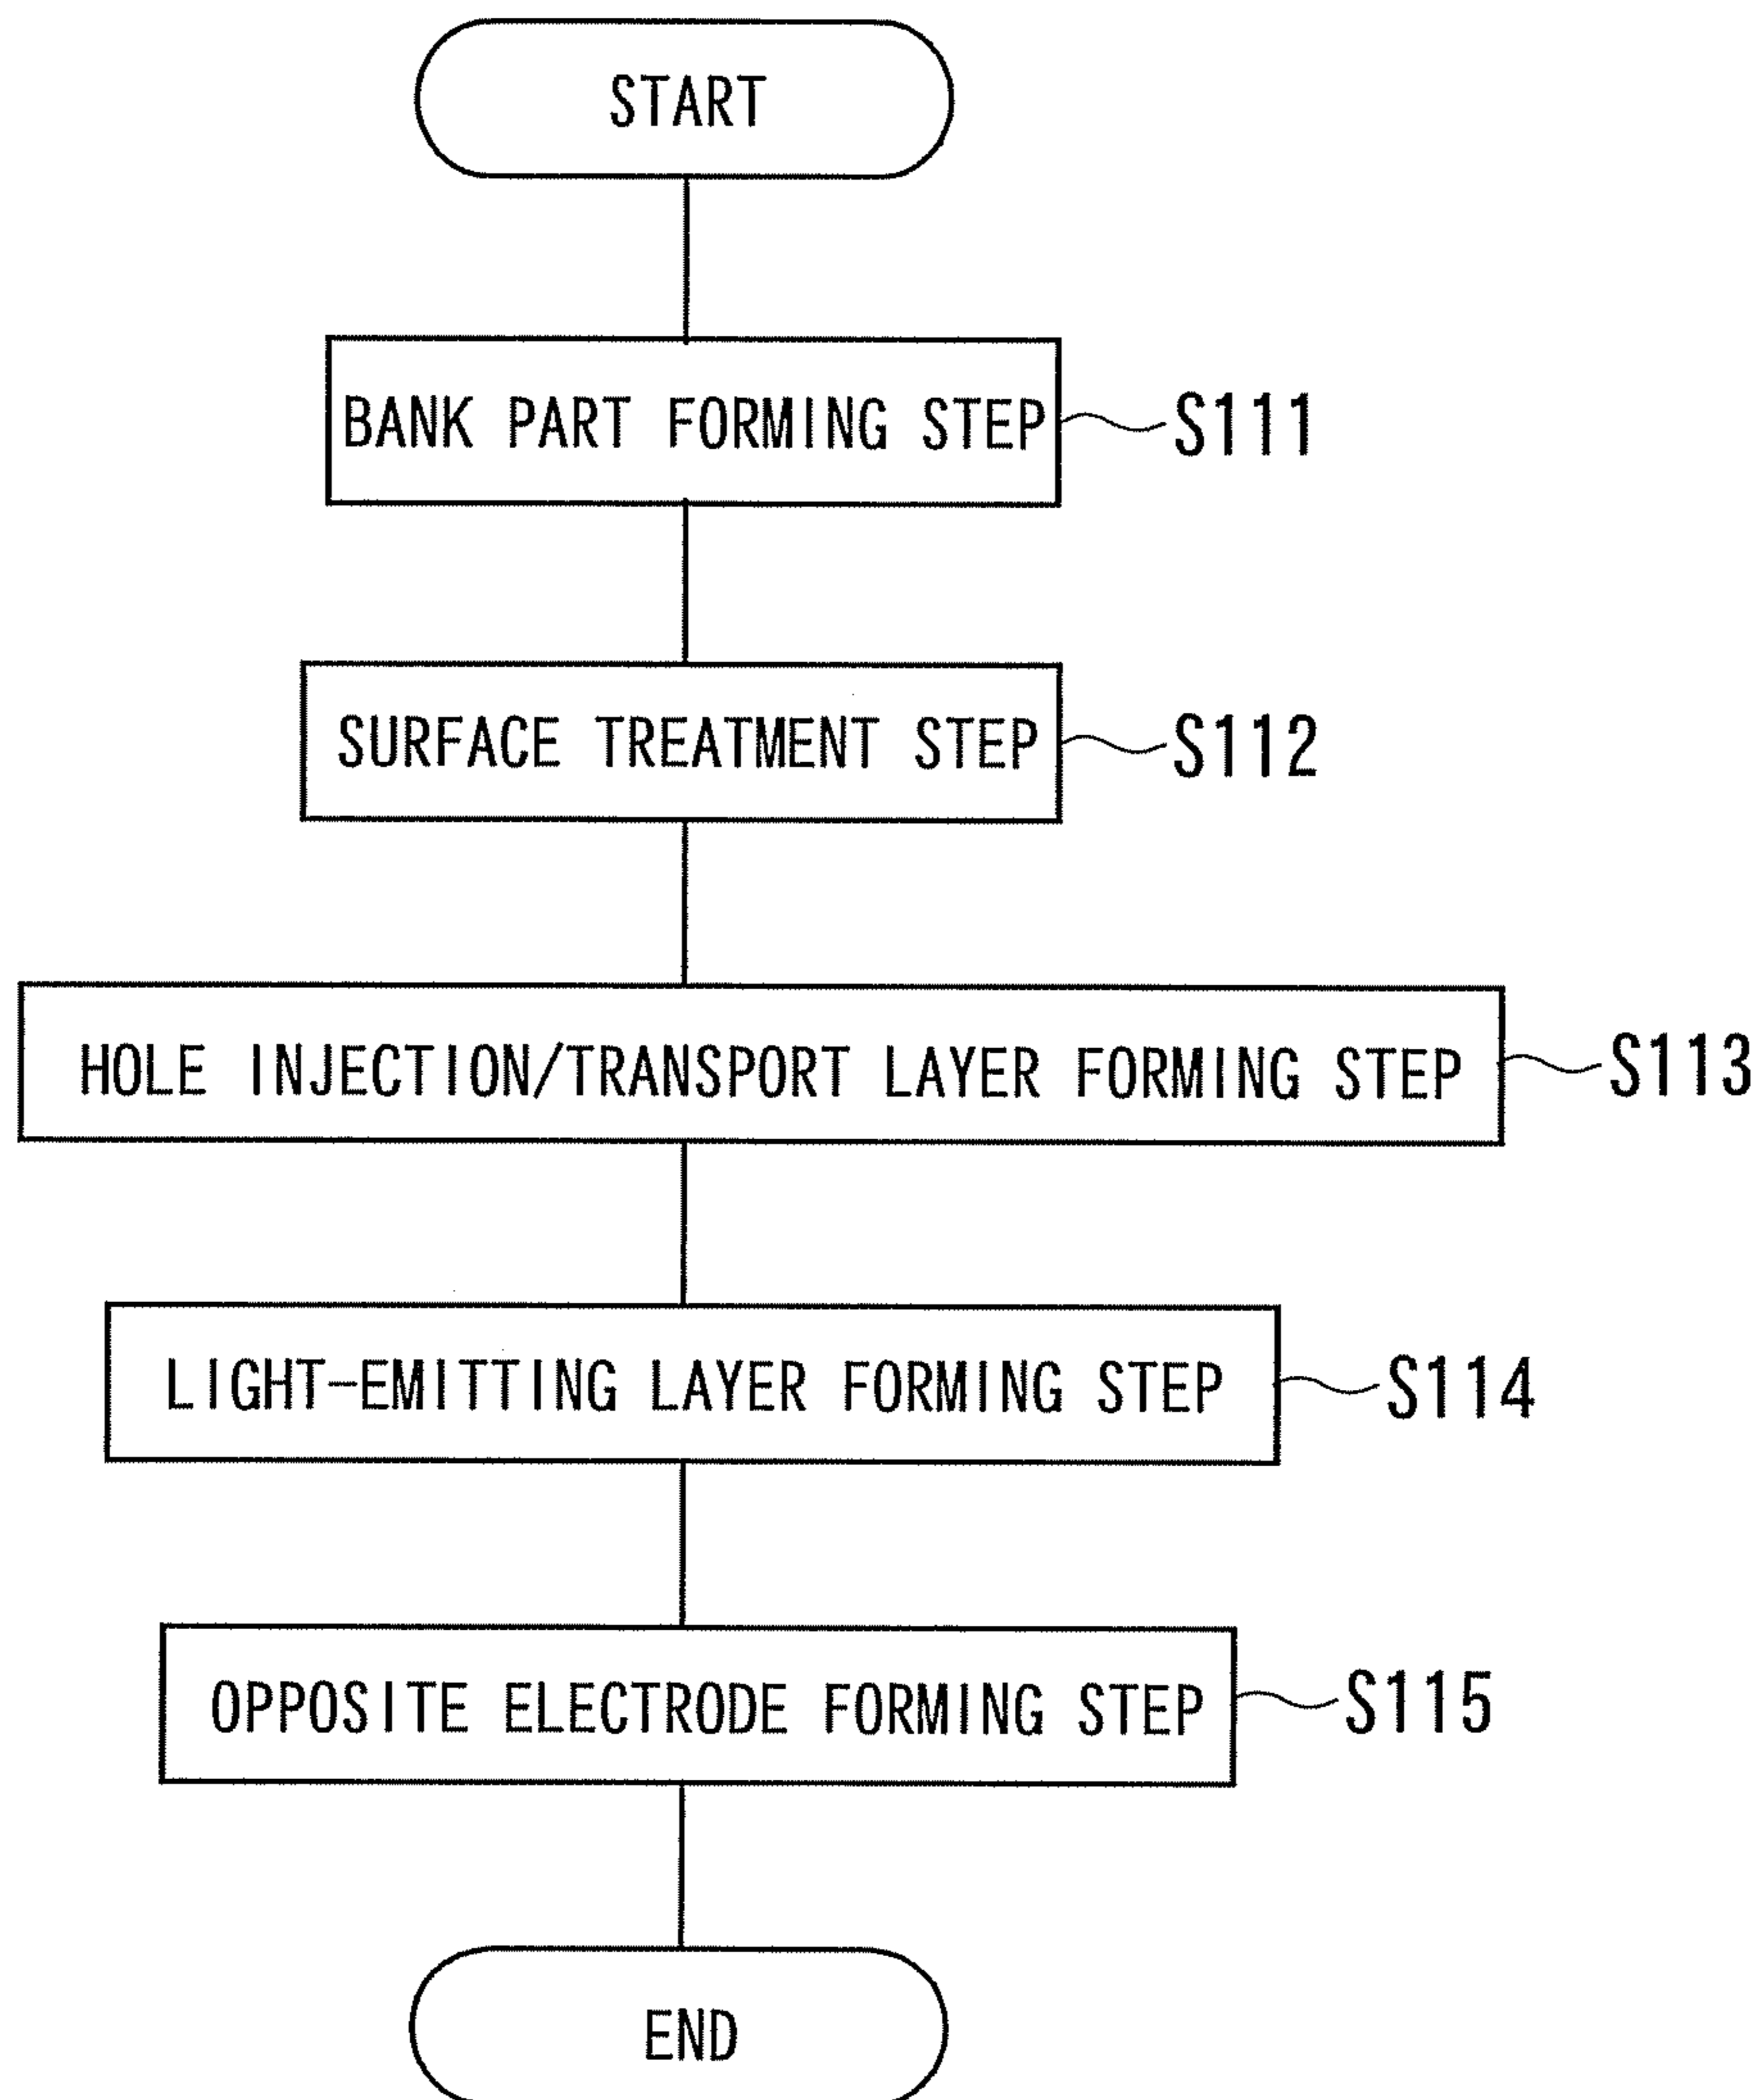 START
BANK PART FORMING STEP S111
SURFACE TREATMENT STEP S112
HOLE INJECTION/TRANSPORT LAYER FORMING STEP S113
LIGHT-EMITTING LAYER FORMING STEP S114
OPPOSITE ELECTRODE FORMING STEP S115
END